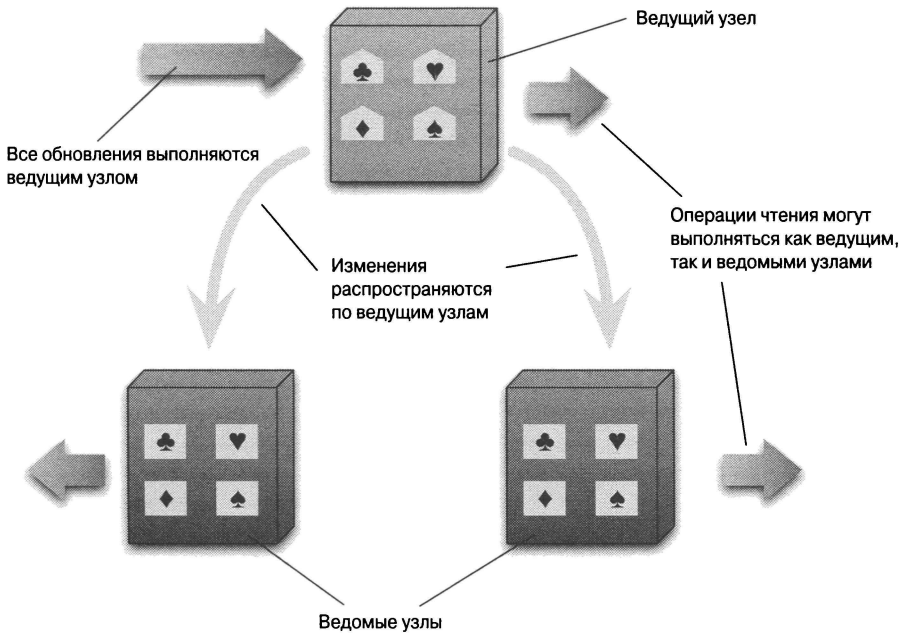 Ведущий узел
Все обновления выполняются
ведущим узлом
Операции чтения могут
выполняться как ведущим,
так и ведомыми узлами
Изменения
распространяются
по ведущим узлам
Ведомые узлы